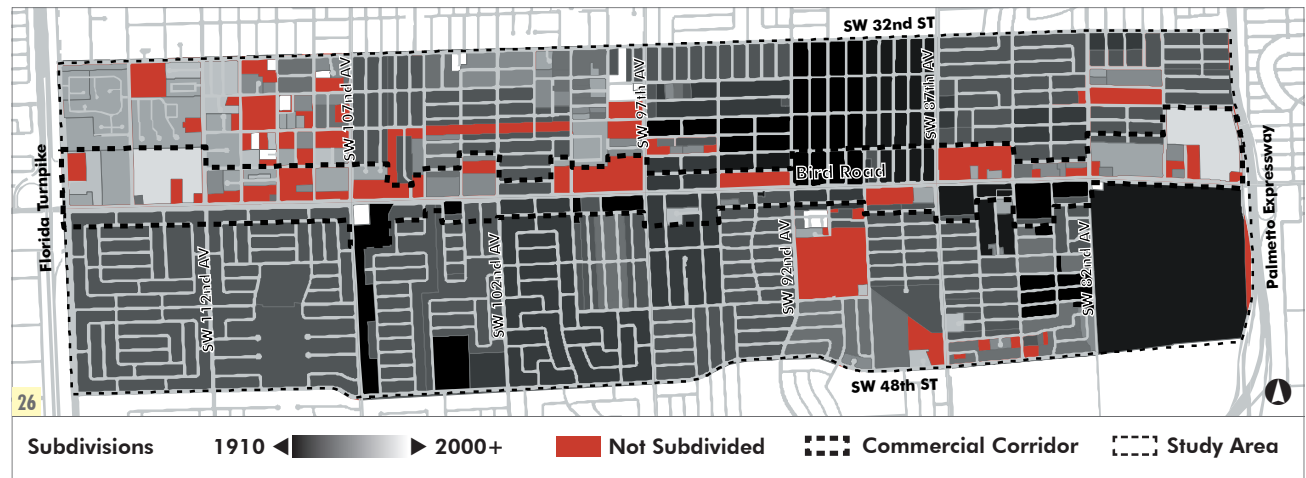 SW 32nd ST
SW 107nd AV
SW 97th AV
SW 87th AV
Bird Road
Florida Turnpike
Palmetto Expressway
SW 112nd AV
SW 102nd AV
SW 92nd AV
SW 82nd AV
SW 48th ST
26
Subdivisions 1910 2000+ Not Subdivided Commercial Corridor Study Area